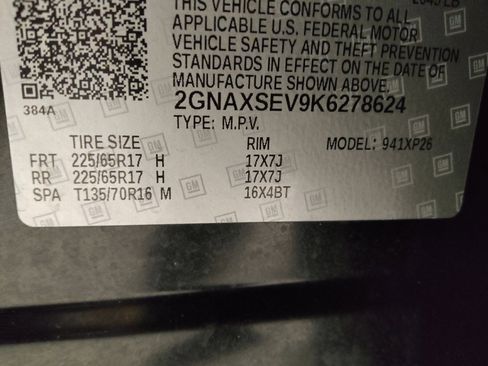 THIS VEHICLE CONFORMS TO ALL
APPLICABLE U.S. FEDERAL MOTOR
VEHICLE SAFETY AND THEFT PREVENTION
STANDARDS IN EFFECT ON THE DATE OF
MANUFACTURE SHOWN ABOVE.
384A
2GNAXSEV9K6278624
TYPE: M.P.V.
TIRE SIZE RIM MODEL: 941XP26
FRT 225/65R17 H 17X7J
RR 225/65R17 H 17X7J
SPA T135/70R16 M 16X4BT
GM